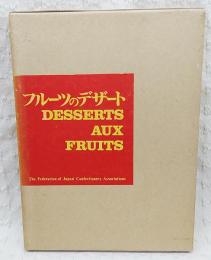 フルーツのデザート
DESSERTS
AUX
FRUITS
The Federation of Japan Confectionery Associations